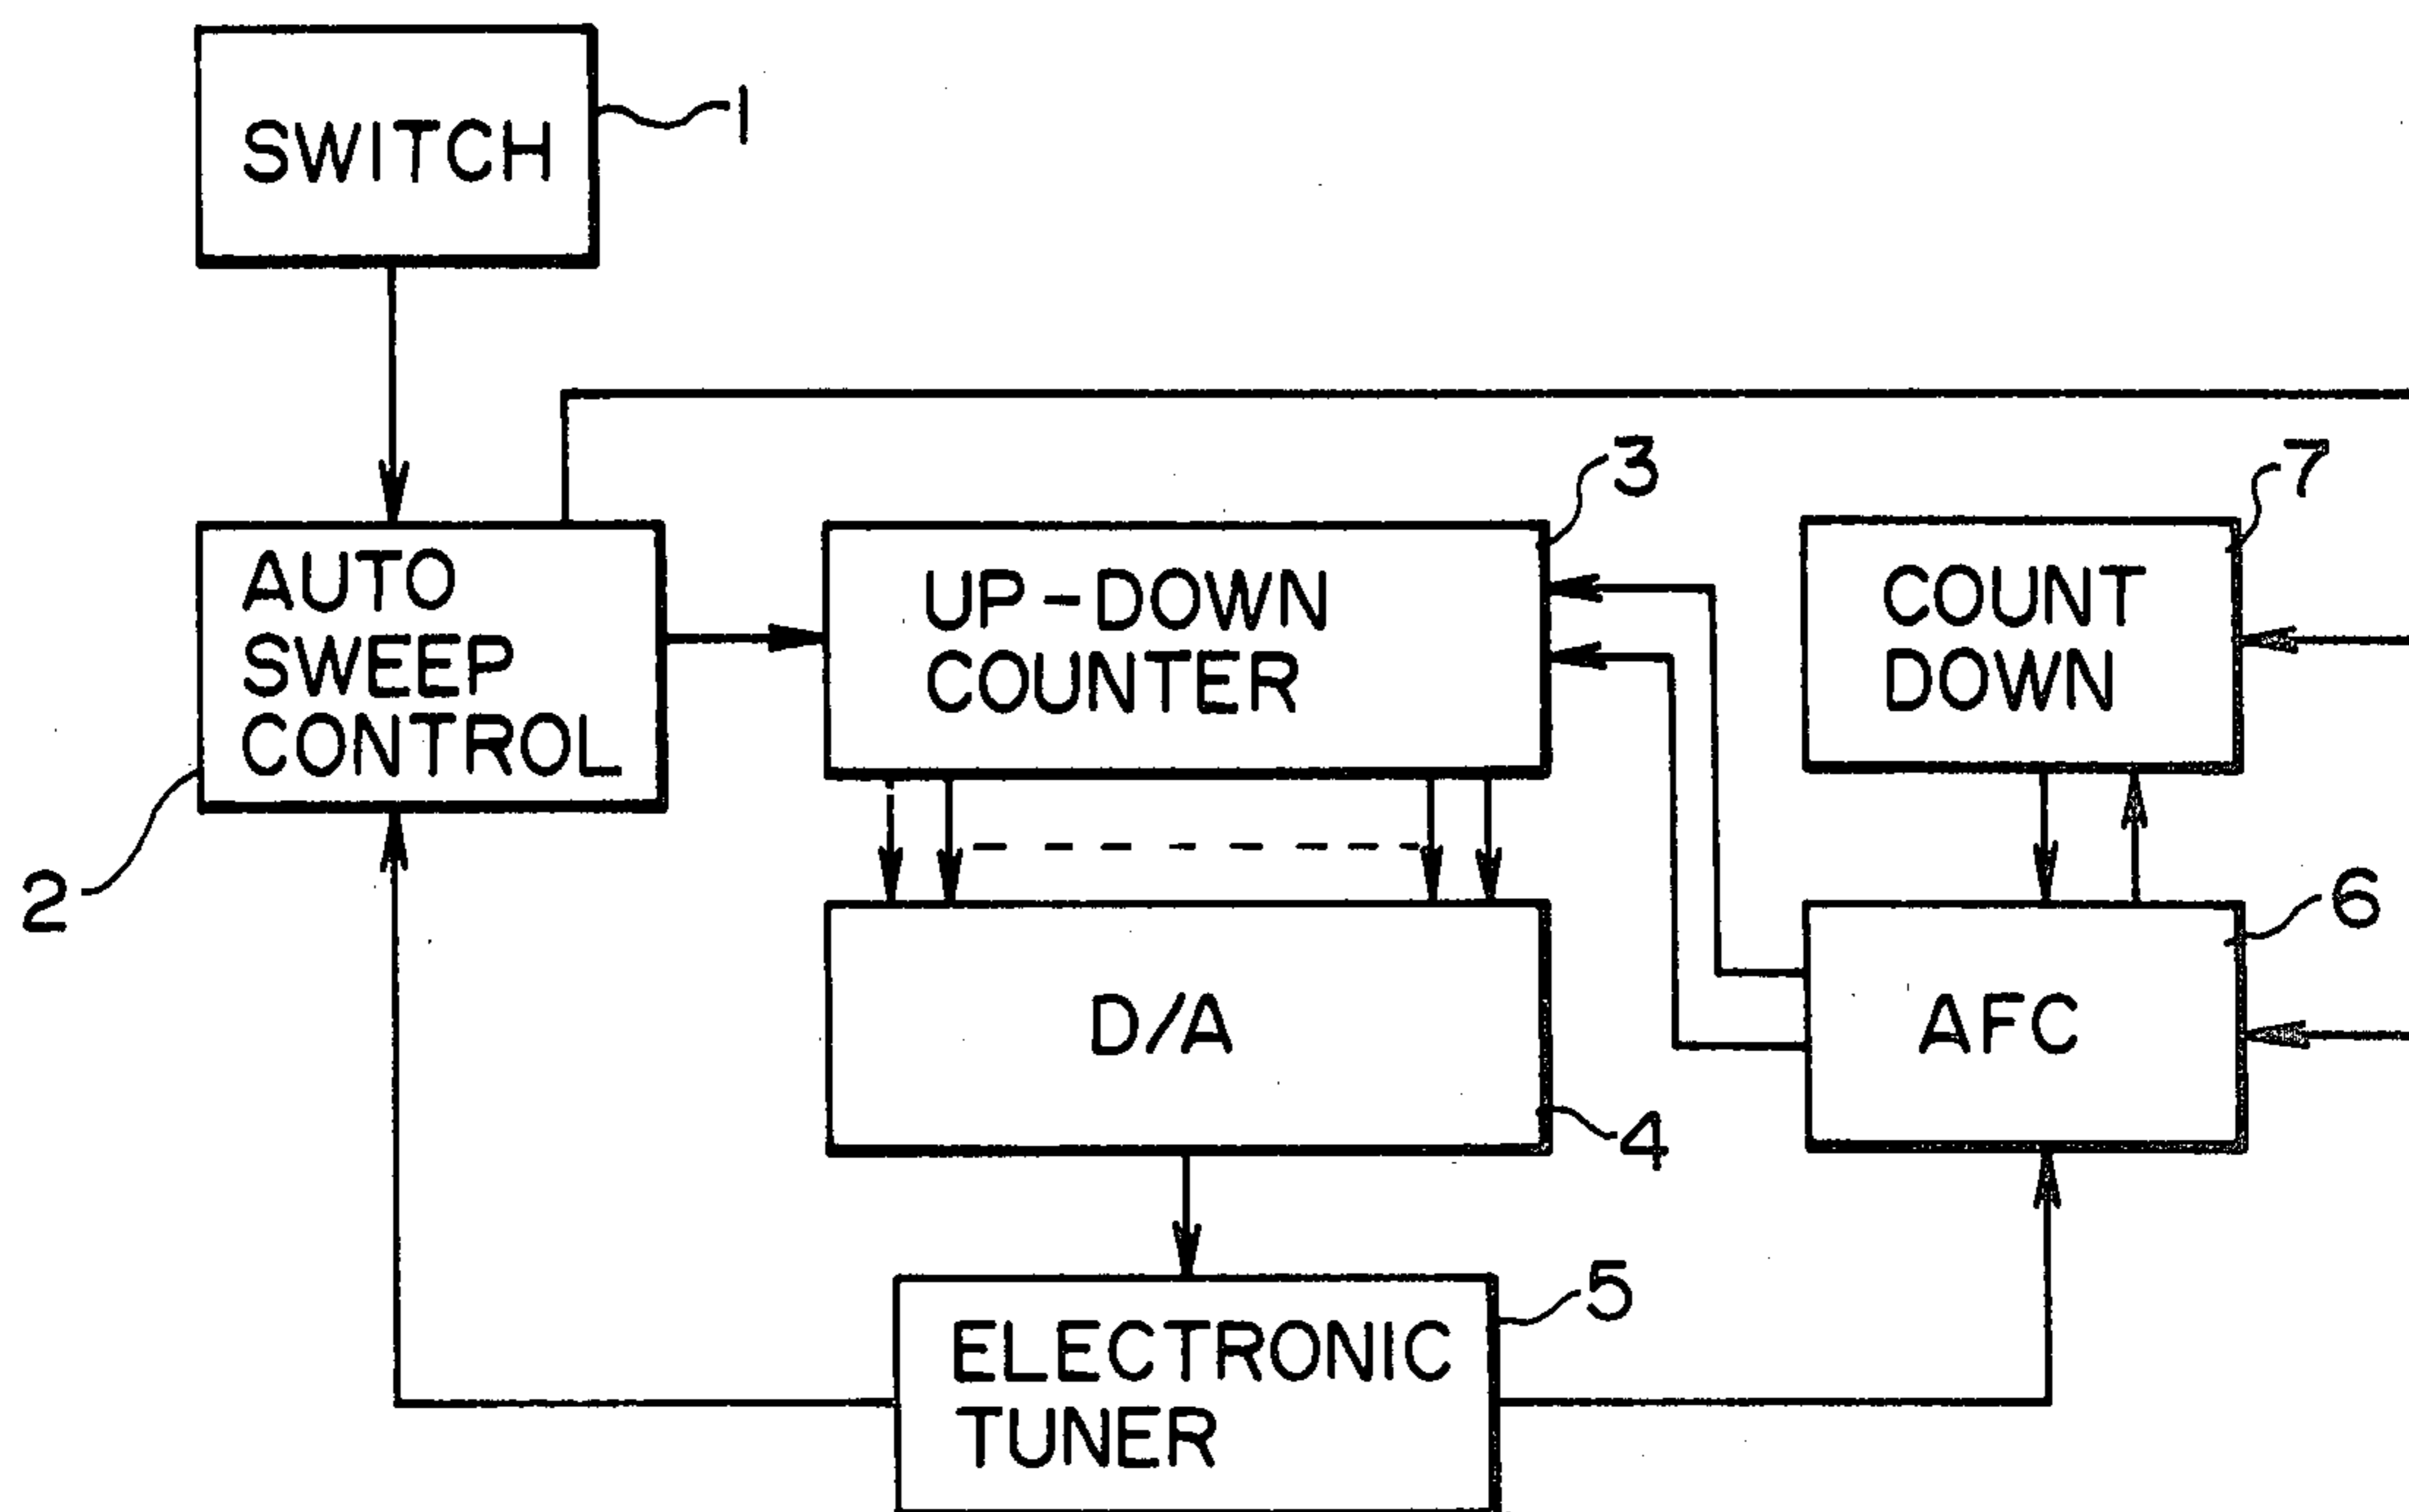 SWITCH
1
AUTO
SWEEP
CONTROL
2
UP-DOWN
COUNTER
3
COUNT
DOWN
7
D/A
4
AFC
6
ELECTRONIC
TUNER
5